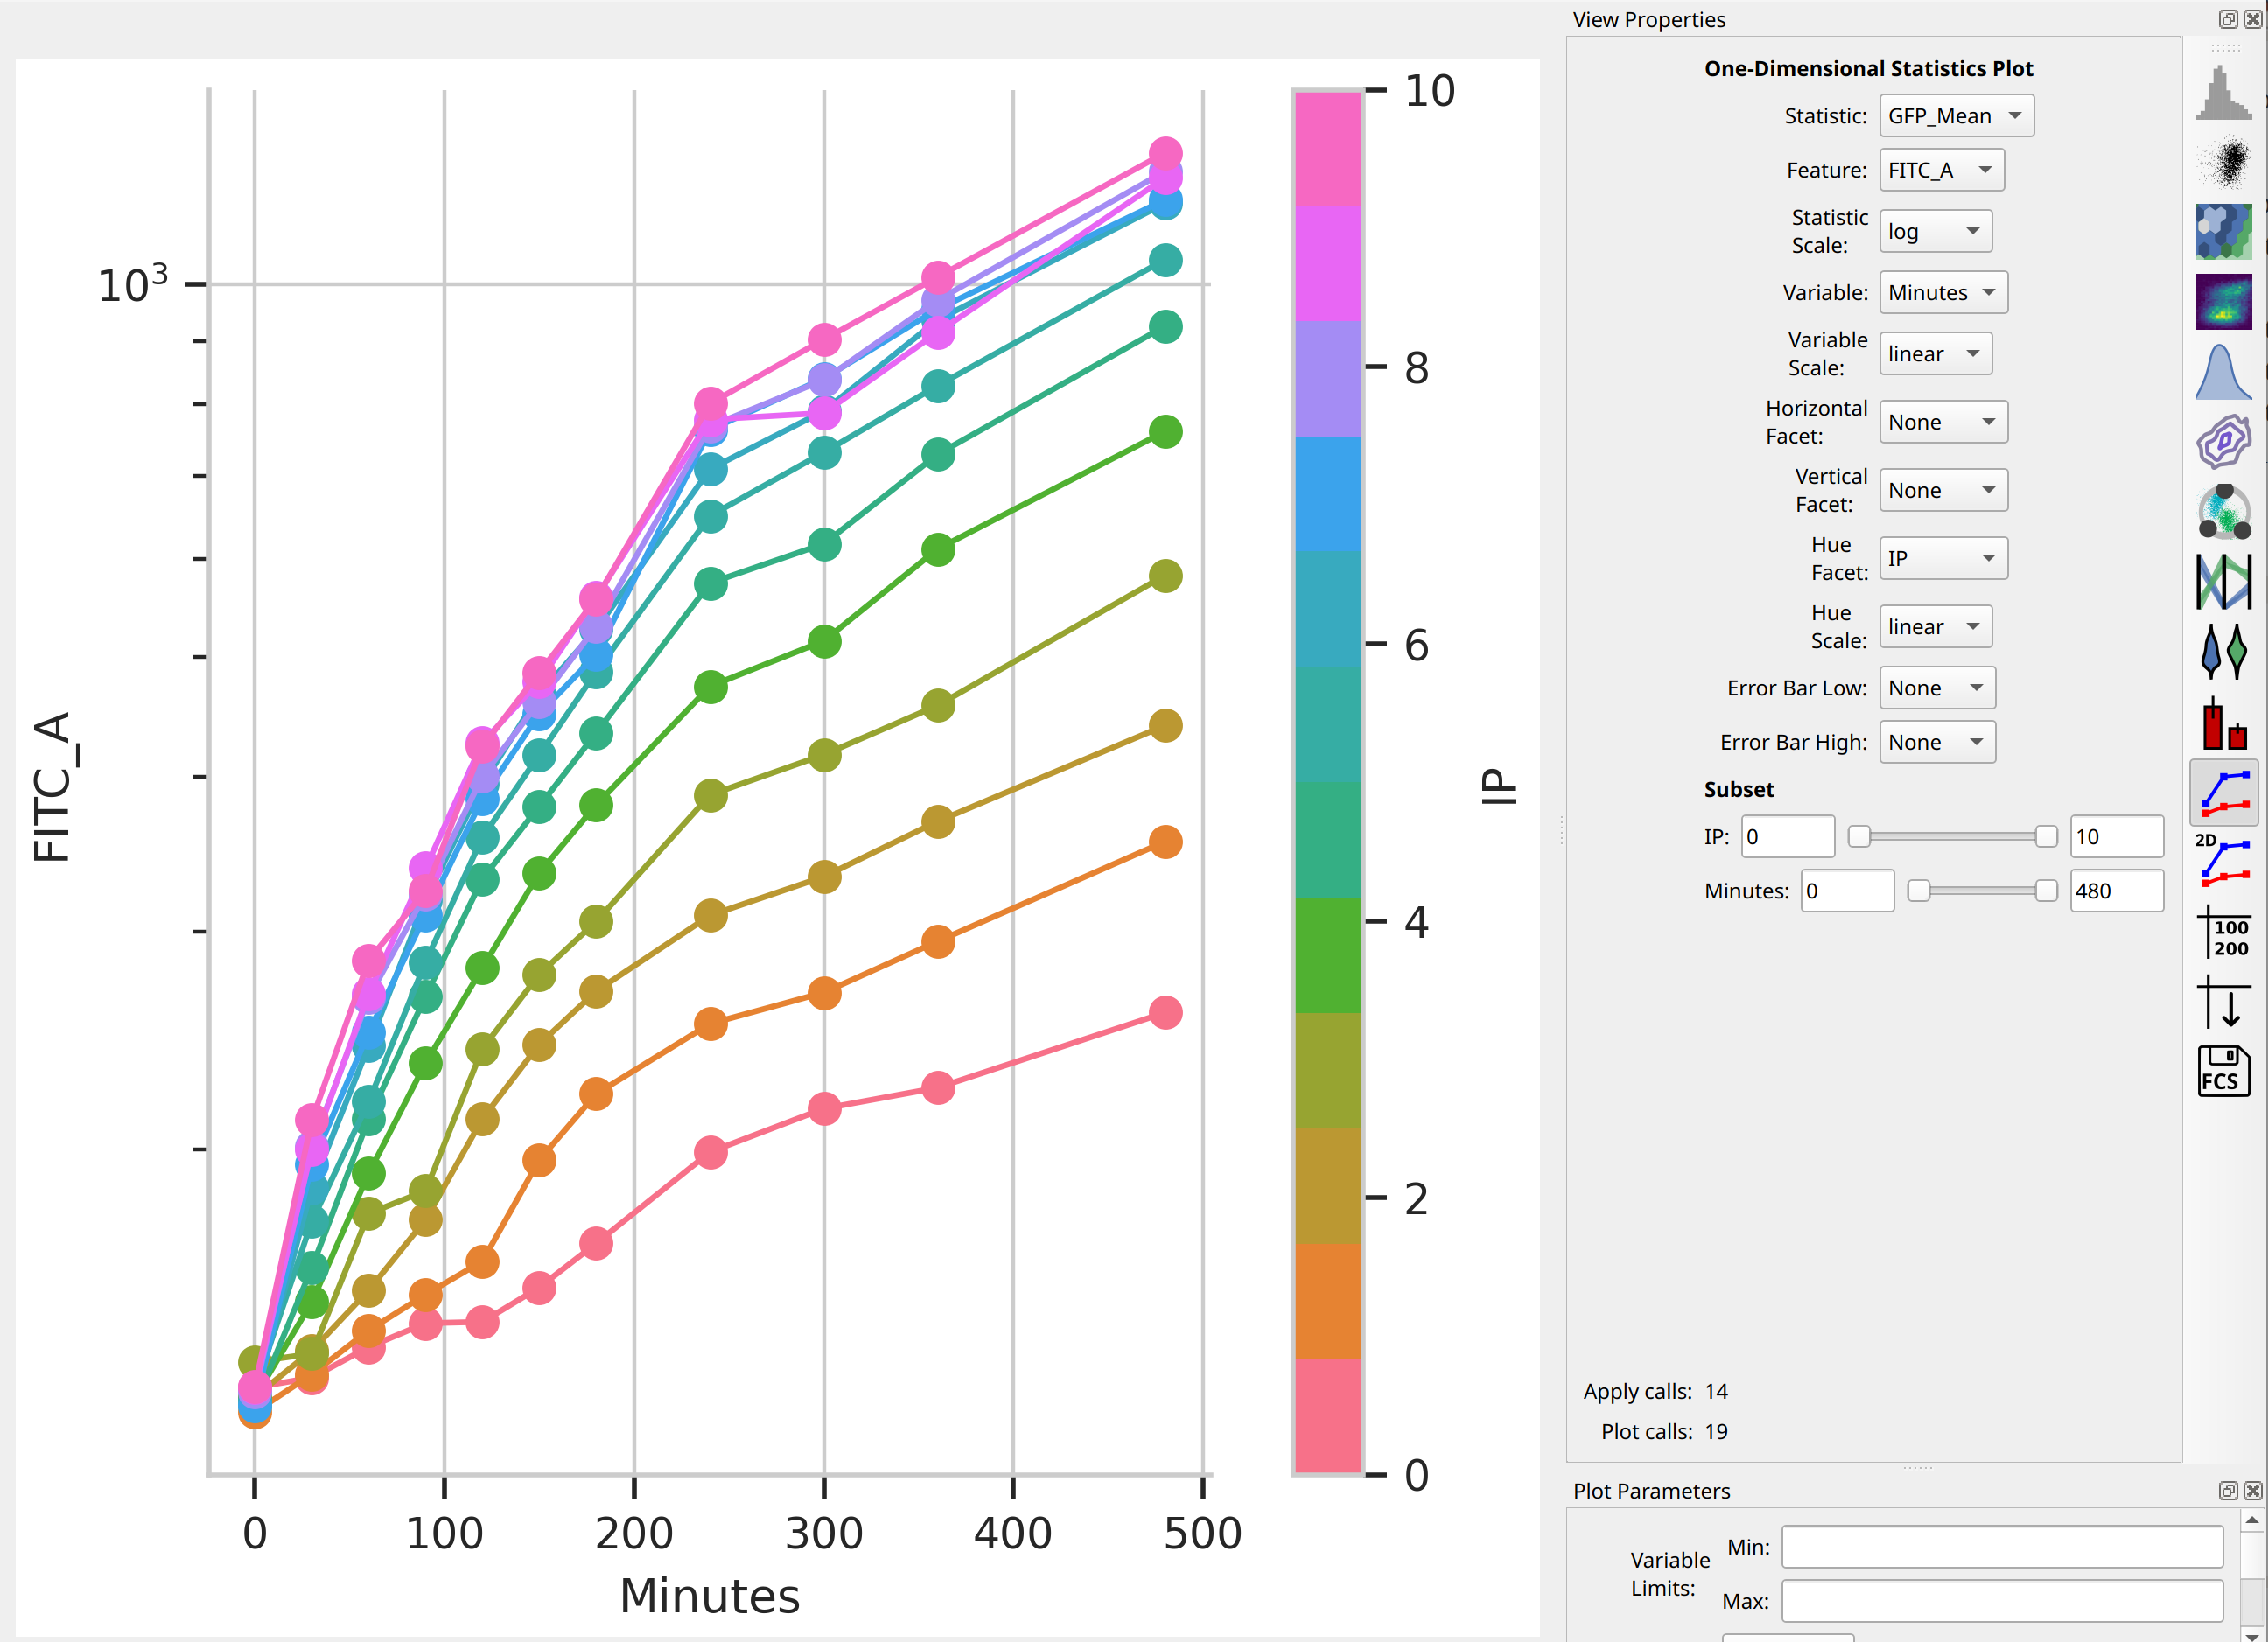 View Properties
One-Dimensional Statistics Plot
Statistic: GFP_Mean
Feature: FITC_A
Statistic
Scale: log
Variable: Minutes
Variable
Scale: linear
Horizontal
Facet: None
Vertical
Facet: None
Hue
Facet: IP
Hue
Scale: linear
Error Bar Low: None
Error Bar High: None
Subset
IP: 0 10
Minutes: 0 480
Apply calls: 14
Plot calls: 19
Plot Parameters
Variable
Limits:
Min:
Max:
10³
FITC_A
0 100 200 300 400 500
Minutes
10
8
6
4
2
0
IP
2D
100
200
FCS